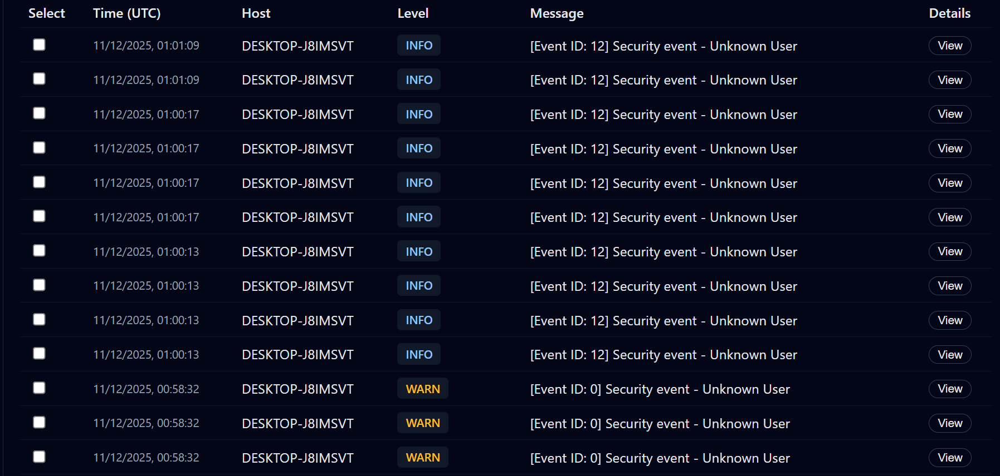 Select Time (UTC) Host Level Message Details
11/12/2025, 01:01:09 DESKTOP-J8IMSVT INFO [Event ID: 12] Security event - Unknown User View
11/12/2025, 01:01:09 DESKTOP-J8IMSVT INFO [Event ID: 12] Security event - Unknown User View
11/12/2025, 01:00:17 DESKTOP-J8IMSVT INFO [Event ID: 12] Security event - Unknown User View
11/12/2025, 01:00:17 DESKTOP-J8IMSVT INFO [Event ID: 12] Security event - Unknown User View
11/12/2025, 01:00:17 DESKTOP-J8IMSVT INFO [Event ID: 12] Security event - Unknown User View
11/12/2025, 01:00:17 DESKTOP-J8IMSVT INFO [Event ID: 12] Security event - Unknown User View
11/12/2025, 01:00:13 DESKTOP-J8IMSVT INFO [Event ID: 12] Security event - Unknown User View
11/12/2025, 01:00:13 DESKTOP-J8IMSVT INFO [Event ID: 12] Security event - Unknown User View
11/12/2025, 01:00:13 DESKTOP-J8IMSVT INFO [Event ID: 12] Security event - Unknown User View
11/12/2025, 01:00:13 DESKTOP-J8IMSVT INFO [Event ID: 12] Security event - Unknown User View
11/12/2025, 00:58:32 DESKTOP-J8IMSVT WARN [Event ID: 0] Security event - Unknown User View
11/12/2025, 00:58:32 DESKTOP-J8IMSVT WARN [Event ID: 0] Security event - Unknown User View
11/12/2025, 00:58:32 DESKTOP-J8IMSVT WARN [Event ID: 0] Security event - Unknown User View